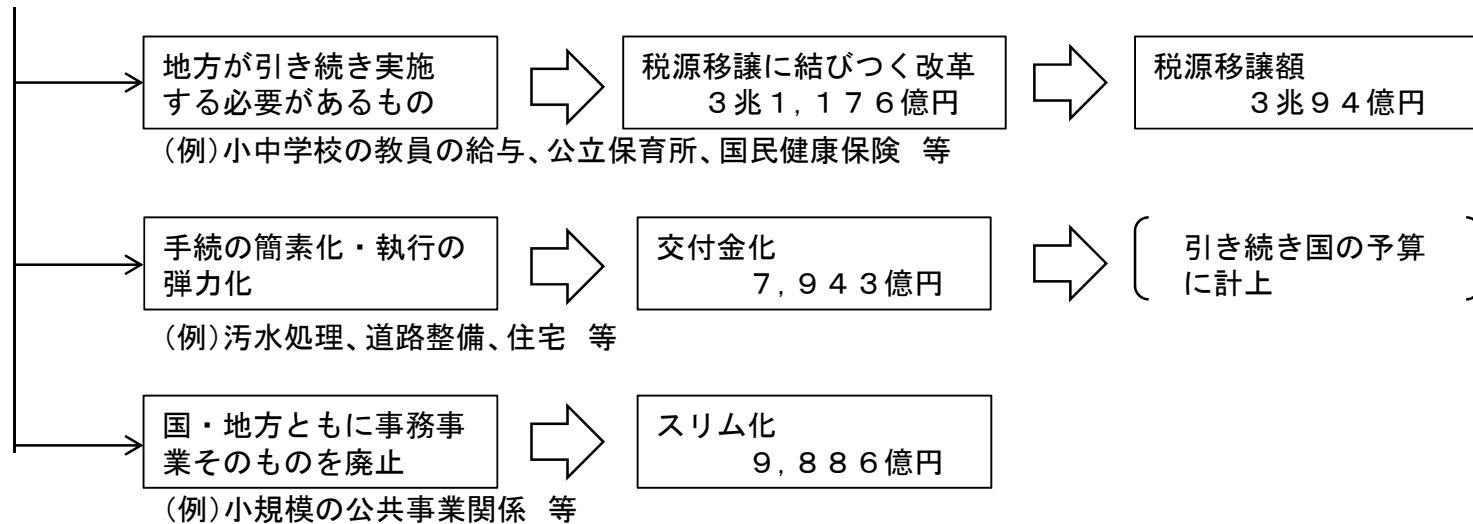 地方が引き続き実施
する必要があるもの
税源移譲に結びつく改革
３兆１,１７６億円
税源移譲額
３兆９４億円
(例)小中学校の教員の給与、公立保育所、国民健康保険　等
手続の簡素化・執行の
弾力化
交付金化
７,９４３億円
引き続き国の予算
に計上
(例)汚水処理、道路整備、住宅　等
国・地方ともに事務事
業そのものを廃止
スリム化
９,８８６億円
(例)小規模の公共事業関係　等